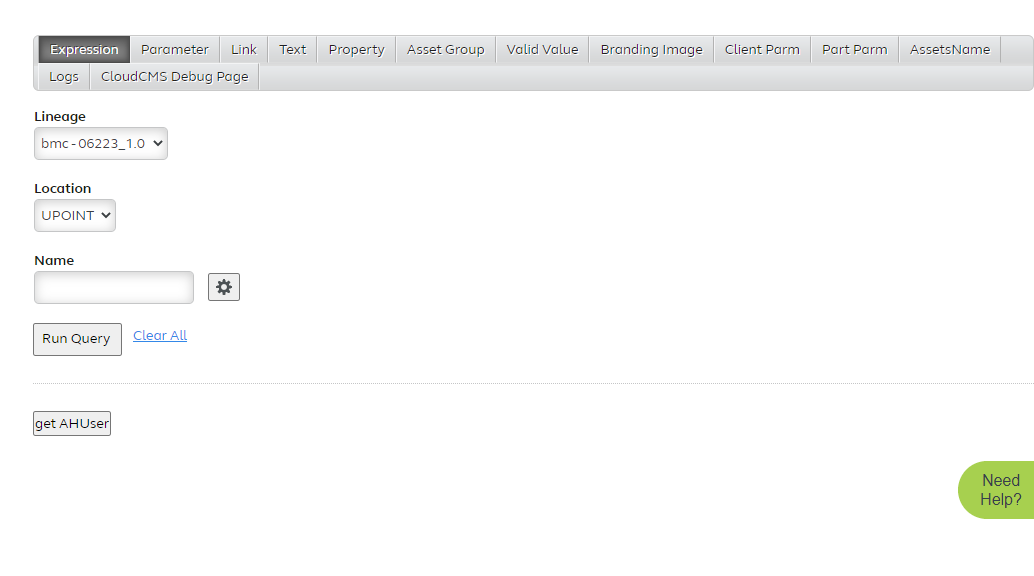 Expression Parameter Link Text Property Asset Group Valid Value Branding Image Client Parm Part Parm AssetsName
Logs CloudCMS Debug Page
Lineage
bmc - 06223_1.0
Location
UPOINT
Name
Run Query Clear All
get AHUser
Need
Help?